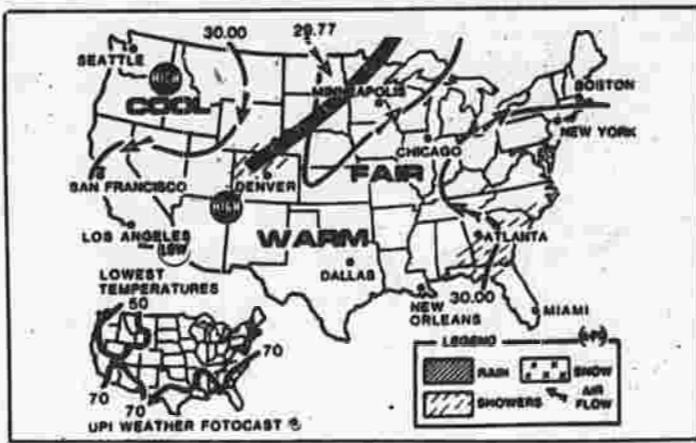 30.00
29.77
SEATTLE
HIGH
COOL
MINNEAPOLIS
BOSTON
NEW YORK
CHICAGO
SAN FRANCISCO
DENVER
FAIR
HIGH
LOS ANGELES
LOW
WARM
ATLANTA
DALLAS
30.00
NEW
ORLEANS
MIAMI
LOWEST
TEMPERATURES
50
70
70
70
UPI WEATHER FOTOCAST ©
LEGEND
(UPI)
RAIN
SNOW
SHOWERS
AIR
FLOW